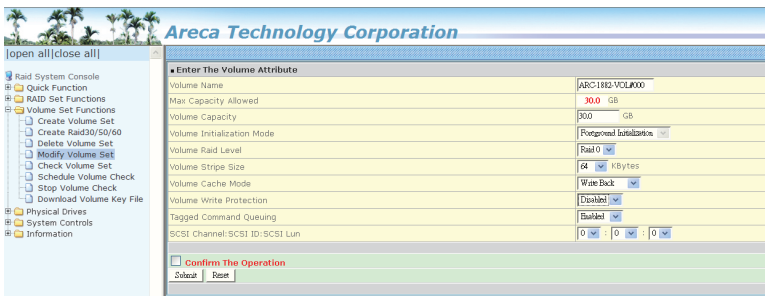 Areca Technology Corporation
|open all|close all|
Raid System Console
Quick Function
RAID Set Functions
Volume Set Functions
Create Volume Set
Create Raid30/50/60
Delete Volume Set
Modify Volume Set
Check Volume Set
Schedule Volume Check
Stop Volume Check
Download Volume Key File
Physical Drives
System Controls
Information
Enter The Volume Attribute
Volume Name ARC-1882-VOL#000
Max Capacity Allowed 30.0 GB
Volume Capacity 30.0 GB
Volume Initialization Mode Foreground Initialization
Volume Raid Level Raid 0
Volume Stripe Size 64 KBytes
Volume Cache Mode Write Back
Volume Write Protection Disabled
Tagged Command Queuing Enabled
SCSI Channel:SCSI ID:SCSI Lun 0 : 0 : 0
Confirm The Operation
Submit Reset